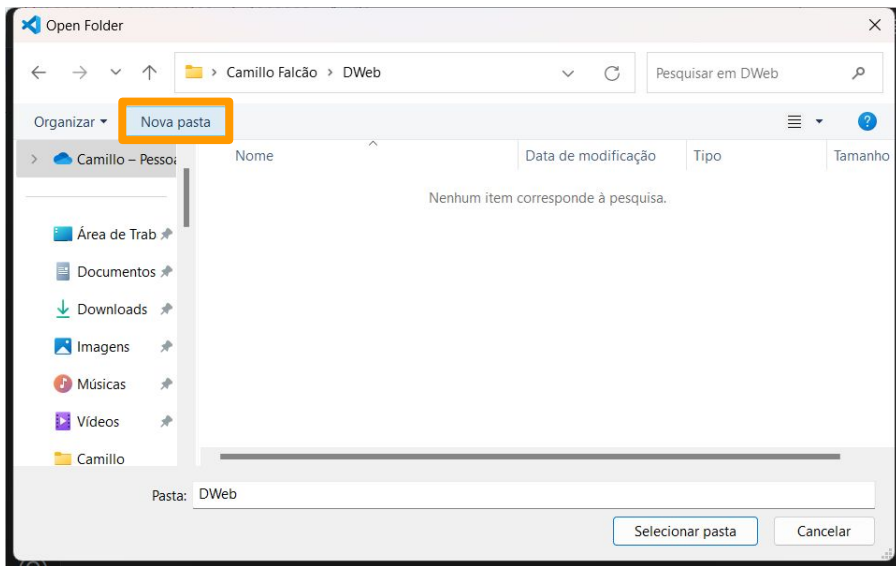 Open Folder
Camillo Falcão > DWeb
Pesquisar em DWeb
Organizar
Nova pasta
Camillo – Pessoa
Nome
Data de modificação
Tipo
Tamanho
Nenhum item corresponde à pesquisa.
Área de Trab
Documentos
Downloads
Imagens
Músicas
Vídeos
Camillo
Pasta: DWeb
Selecionar pasta
Cancelar